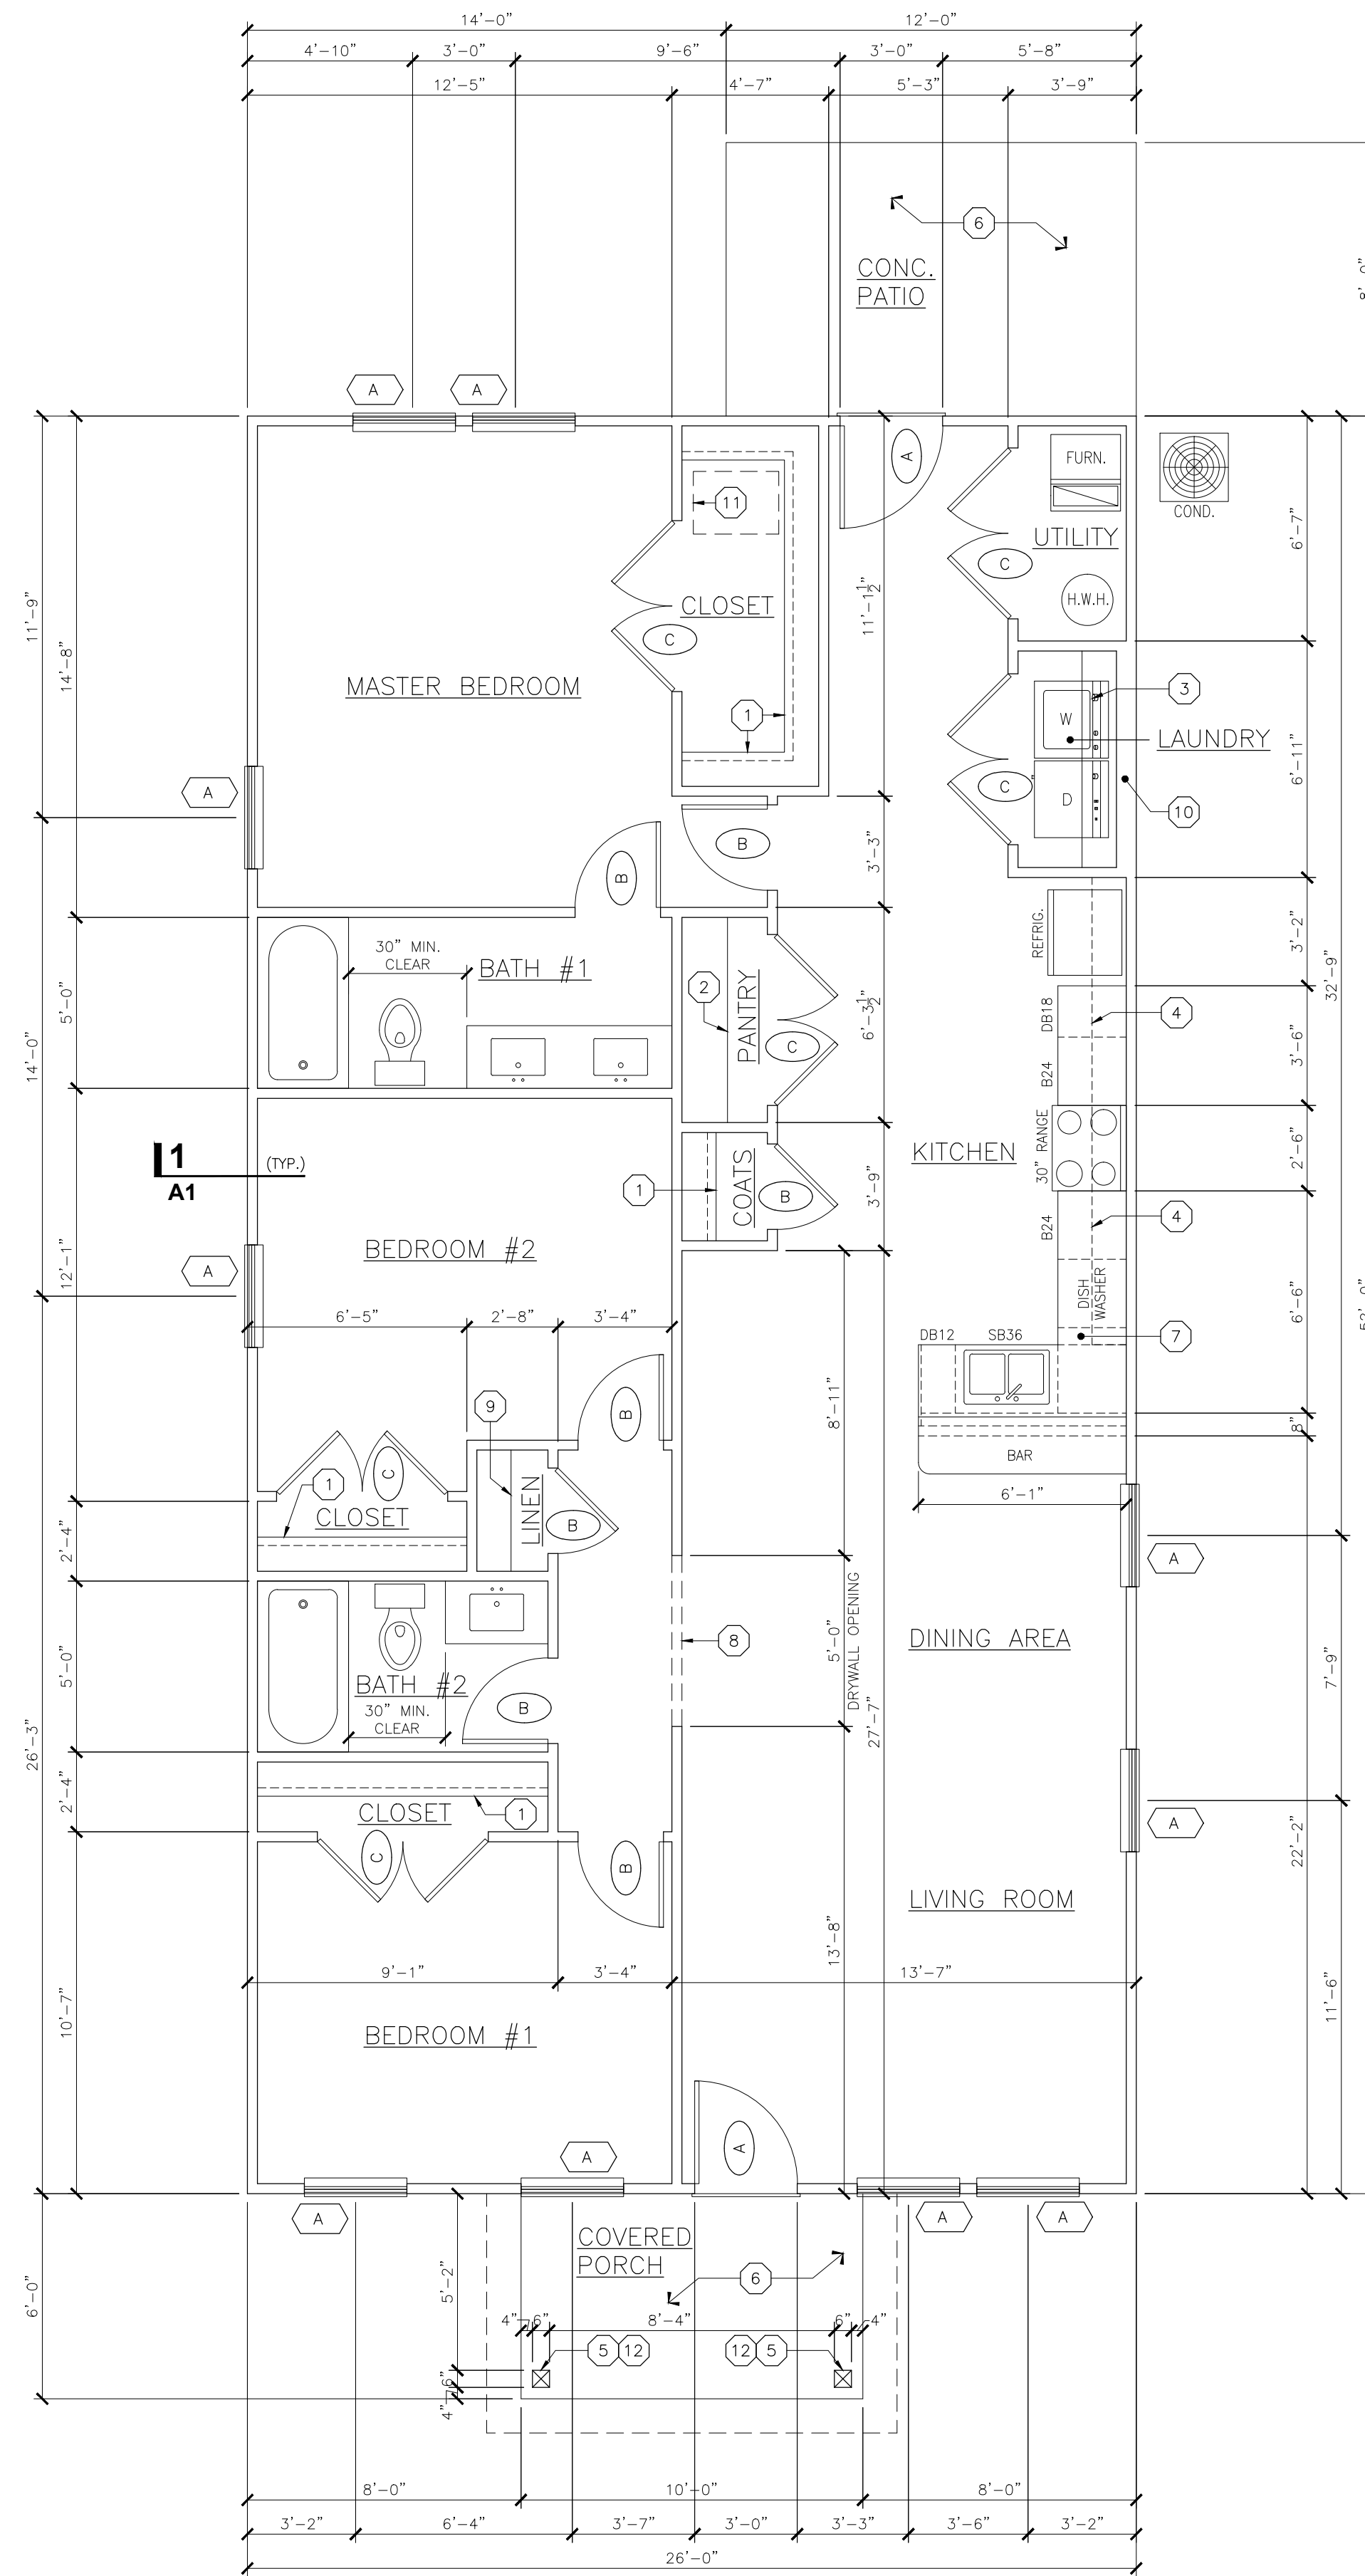 14'-0" 12'-0"
4'-10" 3'-0" 9'-6" 3'-0" 5'-8"
12'-5" 4'-7" 5'-3" 3'-9"
6
CONC.
PATIO
8'-0"
A A
A
FURN.
COND.
11
UTILITY
6'-7"
C
H.W.H.
CLOSET
C
11'-9"
14'-8"
11'-1 1/2"
MASTER BEDROOM
3
W
1
LAUNDRY
6'-11"
A
C
D
10
B
3'-3"
B
REFRIG.
3'-2"
32'-9"
30" MIN.
CLEAR
BATH #1
2
PANTRY
6'-3 1/2"
DB18
4
3'-6"
5'-0"
14'-0"
C
B24
1
(TYP.)
A1
KITCHEN
30" RANGE
2'-6"
1
COATS
B
3'-9"
B24
4
BEDROOM #2
A
12'-1"
DISH
WASHER
6'-6"
6'-5" 2'-8" 3'-4"
DB12 SB36
7
9
B
8'-11"
8"
BAR
1
C
CLOSET
LINEN
B
6'-1"
2'-4"
A
5'-0"
DRYWALL OPENING
8
DINING AREA
5'-0"
7'-9"
BATH #2
30" MIN.
CLEAR
B
27'-7"
26'-3"
2'-4"
CLOSET
1
A
C
B
22'-2"
LIVING ROOM
13'-8"
9'-1" 3'-4" 13'-7"
10'-7"
11'-6"
BEDROOM #1
A
A
A
A A
COVERED
PORCH
6
5'-2"
6'-0"
4" 6" 8'-4" 6" 4"
5 12 12 5
6"
4"
8'-0" 10'-0" 8'-0"
3'-2" 6'-4" 3'-7" 3'-0" 3'-3" 3'-6" 3'-2"
26'-0"